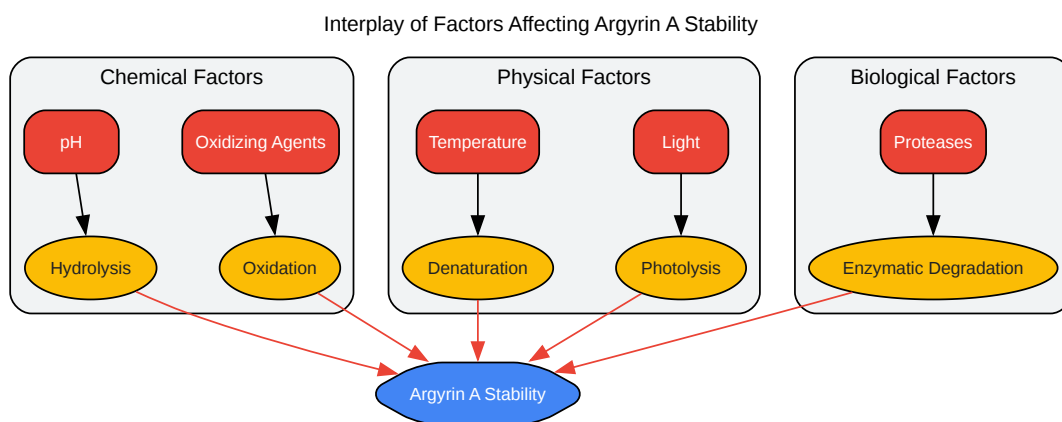 Interplay of Factors Affecting Argyrin A Stability
Chemical Factors
Physical Factors
Biological Factors
pH
Oxidizing Agents
Temperature
Light
Proteases
Hydrolysis
Oxidation
Denaturation
Photolysis
Enzymatic Degradation
Argyrin A Stability